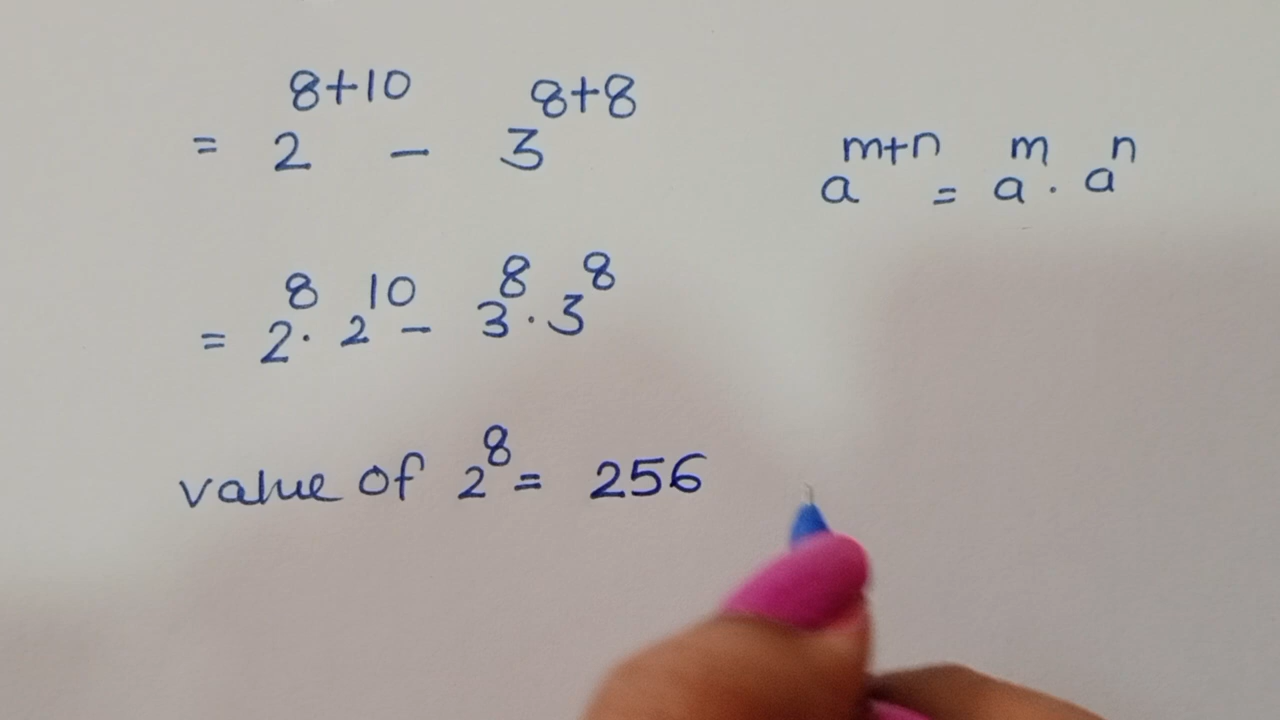 = 2^{8+10} - 3^{8+8}
a^{m+n} = a^m . a^n
= 2^8 . 2^{10} - 3^8 . 3^8
value of 2^8 = 256